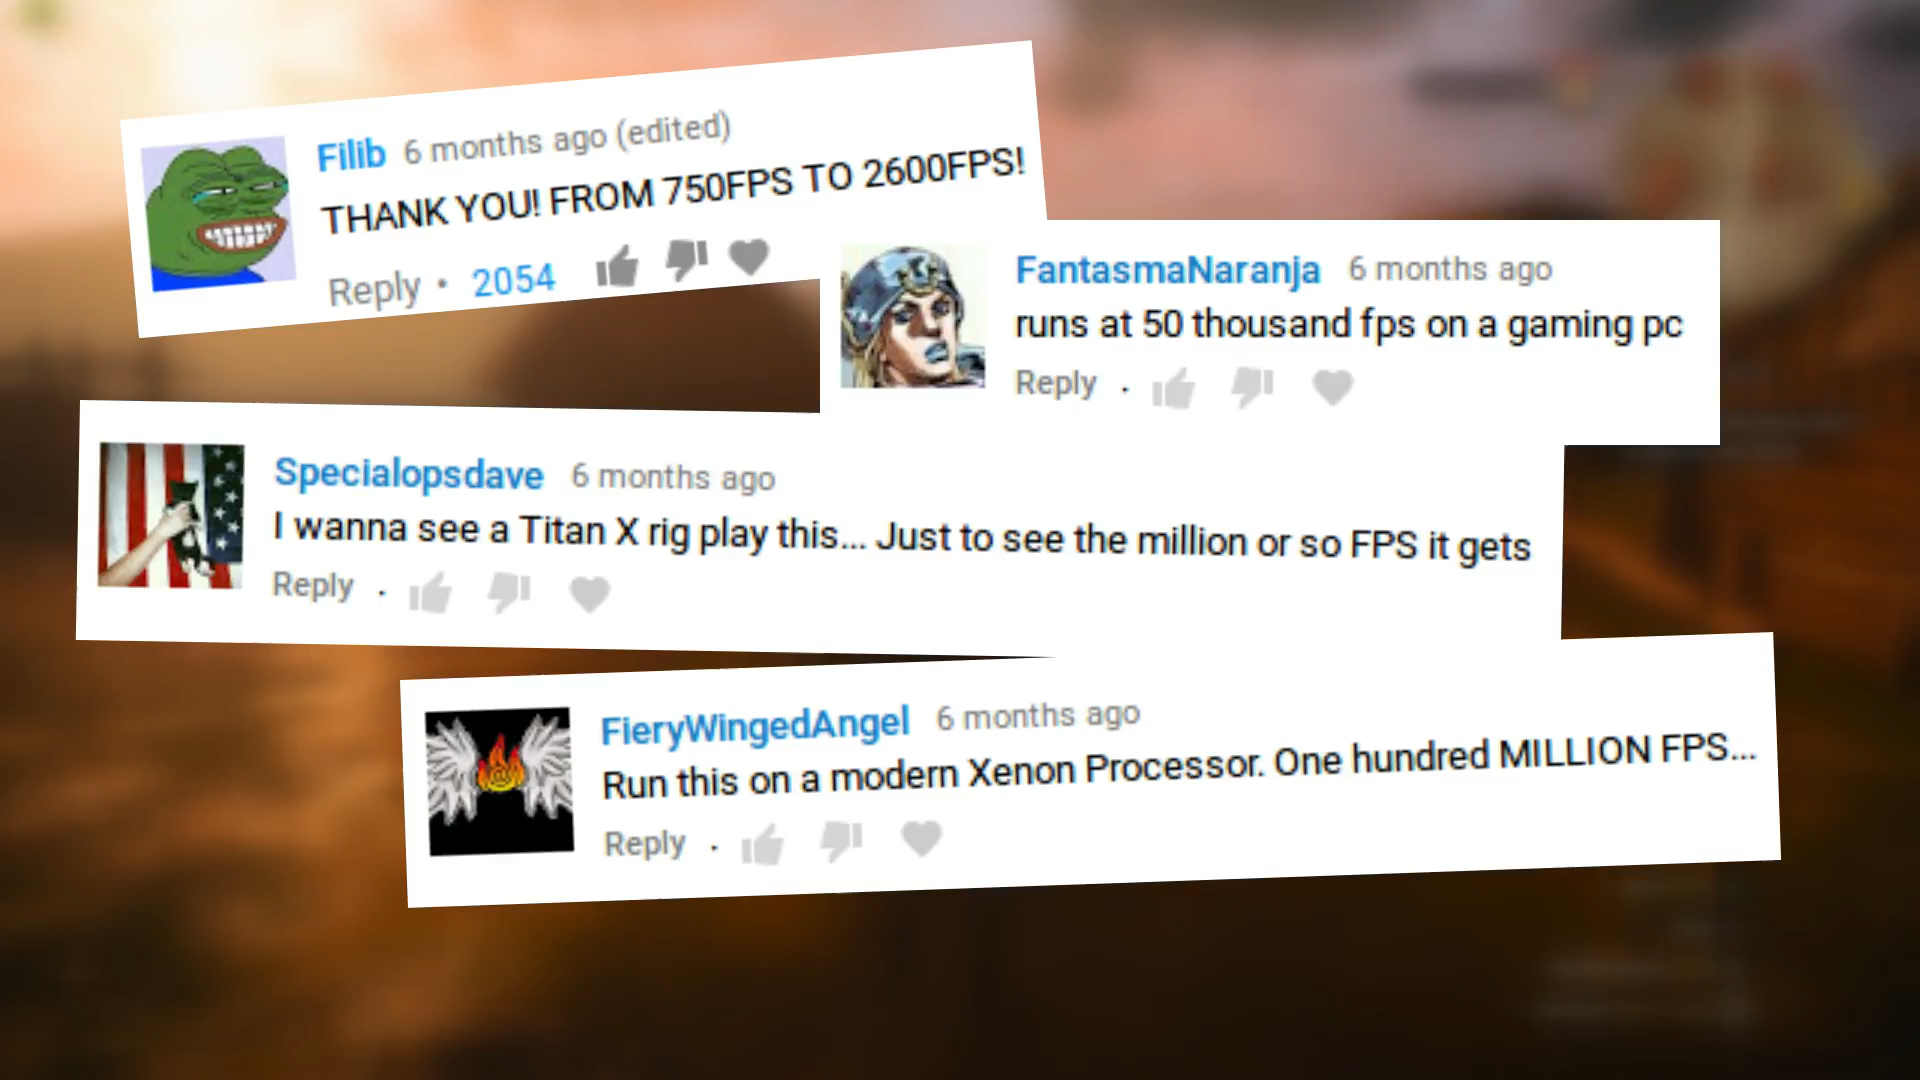 Filib 6 months ago (edited)
THANK YOU! FROM 750FPS TO 2600FPS!
Reply • 2054
FantasmaNaranja 6 months ago
runs at 50 thousand fps on a gaming pc
Reply .
Specialopsdave 6 months ago
I wanna see a Titan X rig play this... Just to see the million or so FPS it gets
Reply .
FieryWingedAngel 6 months ago
Run this on a modern Xenon Processor. One hundred MILLION FPS...
Reply .